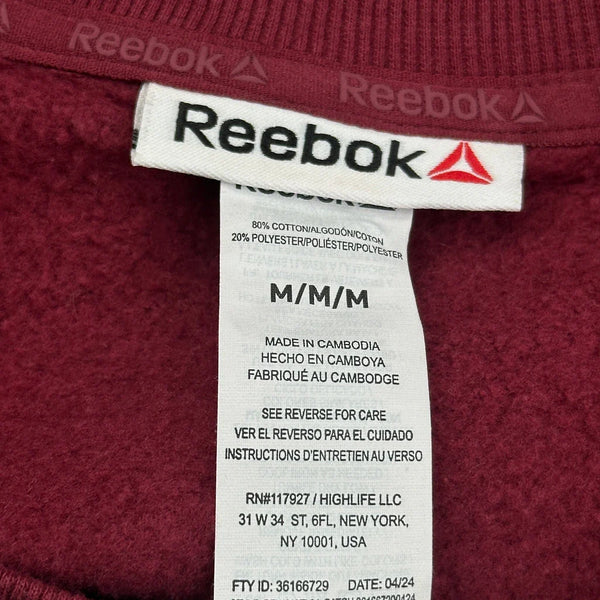 Reebok
Reebok
Reebok
Reebok
80% COTTON/ALGODÓN/COTON
20% POLYESTER/POLIÉSTER/POLYESTER
M/M/M
MADE IN CAMBODIA
HECHO EN CAMBOYA
FABRIQUÉ AU CAMBODGE
SEE REVERSE FOR CARE
VER EL REVERSO PARA EL CUIDADO
INSTRUCTIONS D'ENTRETIEN AU VERSO
RN#117927 / HIGHLIFE LLC
31 W 34 ST, 6FL, NEW YORK,
NY 10001, USA
FTY ID: 36166729 DATE: 04/24